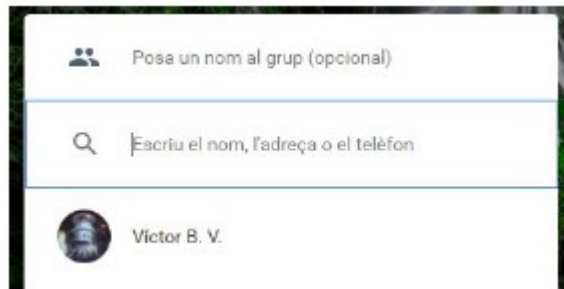 Posa un nom al grup (opcional)
Escriu el nom, l'adreça o el telèfon
Víctor B. V.